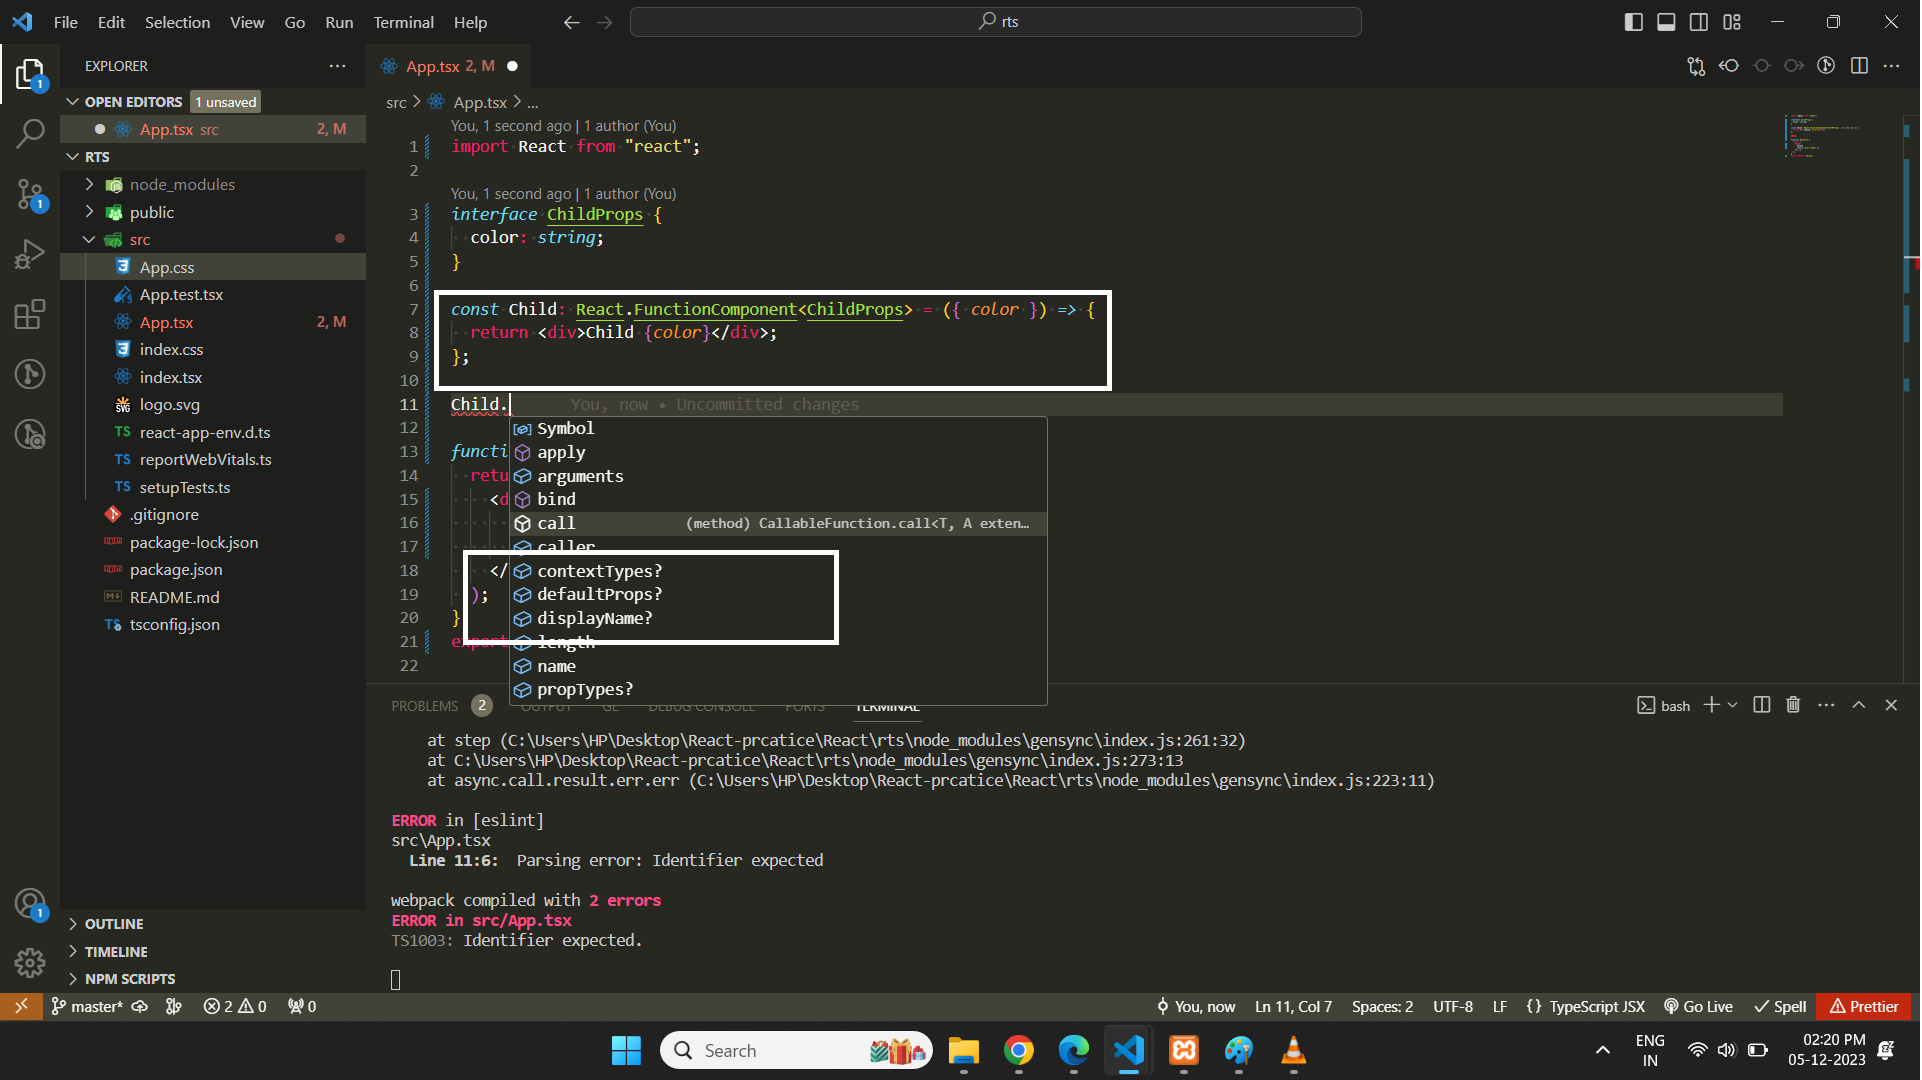 File Edit Selection View Go Run Terminal Help
rts
EXPLORER
OPEN EDITORS 1 unsaved
App.tsx src 2, M
RTS
node_modules
public
src
App.css
App.test.tsx
App.tsx 2, M
index.css
index.tsx
logo.svg
react-app-env.d.ts
reportWebVitals.ts
setupTests.ts
.gitignore
package-lock.json
package.json
README.md
tsconfig.json
OUTLINE
TIMELINE
NPM SCRIPTS
App.tsx 2, M
src > App.tsx > ...
You, 1 second ago | 1 author (You)
1 import React from "react";
2
You, 1 second ago | 1 author (You)
3 interface ChildProps {
4 color: string;
5 }
6
7 const Child: React.FunctionComponent<ChildProps> = ({ color }) => {
8 return <div>Child {color}</div>;
9 };
10
11 Child. You, now • Uncommitted changes
12
13 functi
14 retu
15 <d
16
17
18 </
19 );
20 }
21 export
22
Symbol
apply
arguments
bind
call (method) CallableFunction.call<T, A exten…
caller
contextTypes?
defaultProps?
displayName?
length
name
propTypes?
PROBLEMS 2 OUTPUT GL DEBUG CONSOLE PORTS TERMINAL
bash
at step (C:\Users\HP\Desktop\React-prcatice\React\rts\node_modules\gensync\index.js:261:32)
at C:\Users\HP\Desktop\React-prcatice\React\rts\node_modules\gensync\index.js:273:13
at async.call.result.err.err (C:\Users\HP\Desktop\React-prcatice\React\rts\node_modules\gensync\index.js:223:11)
ERROR in [eslint]
src\App.tsx
Line 11:6: Parsing error: Identifier expected
webpack compiled with 2 errors
ERROR in src/App.tsx
TS1003: Identifier expected.
master* 2 0 0 You, now Ln 11, Col 7 Spaces: 2 UTF-8 LF {} TypeScript JSX Go Live Spell Prettier
Search
ENG
IN
02:20 PM
05-12-2023